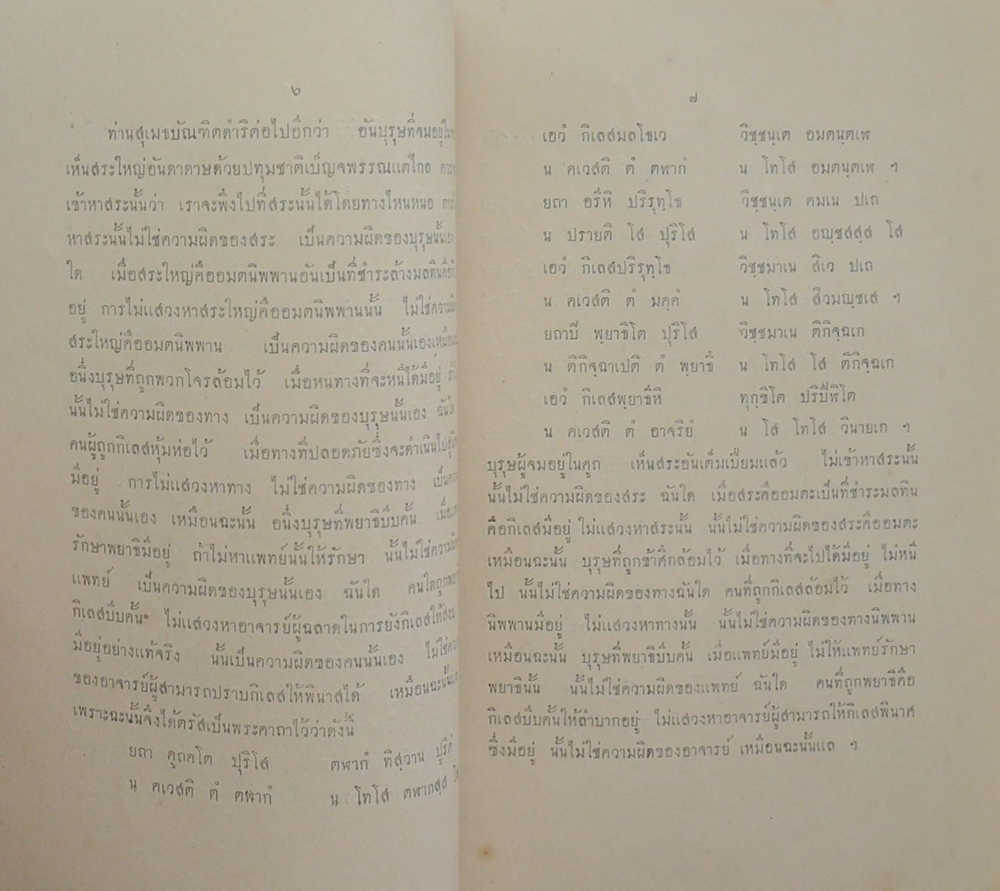 ๖
ท่านสุเมธบัณฑิตดำริต่อไปอีกว่า อันบุรุษที่จมอยู่ใน
เห็นสระใหญ่อันดาดาษด้วยปทุมชาติเบ็ญจพรรณแต่ไกล
เข้าหาสระนั้นว่า เราจะพึงไปที่สระนั้นได้โดยทางไหนหนอ
หาสระนั้นไม่ใช่ความผิดของสระ เป็นความผิดของบุรุษนั้นเอง
ใด เมื่อสระใหญ่คืออมตนิพพานอันเป็นที่ชำระล้างมลทินคือกิ
อยู่ การไม่แสวงหาสระใหญ่คืออมตนิพพานนั้น ไม่ใช่ความผิ
สระใหญ่คืออมตนิพพาน เป็นความผิดของคนนั้นเองเหมือน
อนึ่งบุรุษที่ถูกพวกโจรล้อมไว้ เมื่อหนทางที่จะหนีได้มีอยู่
นั้นไม่ใช่ความผิดของทาง เป็นความผิดของบุรุษนั้นเอง ฉันใด
คนผู้ถูกกิเลสหุ้มห่อไว้ เมื่อทางที่ปลอดภัยซึ่งจะดำเนินไปสู่
มีอยู่ การไม่แสวงหาทาง ไม่ใช่ความผิดของทาง เป็นความ
ของคนนั้นเอง เหมือนฉะนั้น อนึ่งบุรุษที่พยาธิบีบคั้น เมื่อ
รักษาพยาธิมีอยู่ ถ้าไม่หาแพทย์นั้นให้รักษา นั้นไม่ใช่ความผิ
แพทย์ เป็นความผิดของบุรุษนั้นเอง ฉันใด คนใดถูก
กิเลสบีบคั้น ไม่แสวงหาอาจารย์ผู้ฉลาดในการยังกิเลสให้สงบ
มีอยู่อย่างแท้จริง นั้นเป็นความผิดของคนนั้นเอง ไม่ใช่ความ
ของอาจารย์ผู้สามารถปราบกิเลสให้พินาสได้ เหมือนฉะนั้น
เพราะฉะนั้นจึงได้ตรัสเป็นพระคาถาไว้ว่าดังนี้
ยถา คูถคโต ปุริโส ตฬากํ ทิสฺวาน ปูริตํ
น คเวสติ ตํ ตฬากํ น โทโส ตฬากสฺส
๗
เอวํ กิเลสมลโธเว วิชฺชนฺเต อมตนฺตเฬ
น คเวสติ ตํ ตฬากํ น โทโส อมตนฺตเฬ ฯ
ยถา อรีหิ ปริรุทฺโธ วิชฺชนฺเต คมเน ปเถ
น ปรายติ โส ปุริโส น โทโส อญฺชสสฺส โส
เอวํ กิเลสปริรุทฺโธ วิชฺชมาเน สิเว ปเถ
น คเวสติ ตํ มคฺคํ น โทโส สิวมญฺชเส ฯ
ยถาปิ พฺยาธิโต ปุริโส วิชฺชมาเน ติกิจฺฉเก
น ติกิจฺฉาเปติ ตํ พฺยาธึ น โทโส โส ติกิจฺฉเก
เอวํ กิเลสพฺยาธีหิ ทุกฺขิโต ปริปีฬิโต
น คเวสติ ตํ อาจริยํ น โส โทโส วินายเก ฯ
บุรุษผู้จมอยู่ในคูถ เห็นสระอันเต็มเปี่ยมแล้ว ไม่เข้าหาสระนั้น
นั้นไม่ใช่ความผิดของสระ ฉันใด เมื่อสระคืออมตะเป็นที่ชำระมลทิน
คือกิเลสมีอยู่ ไม่แสวงหาสระนั้น นั้นไม่ใช่ความผิดของสระคืออมตะ
เหมือนฉะนั้น บุรุษที่ถูกข้าศึกล้อมไว้ เมื่อทางที่จะไปได้มีอยู่ ไม่หนี
ไป นั้นไม่ใช่ความผิดของทางฉันใด คนที่ถูกกิเลสล้อมไว้ เมื่อทาง
นิพพานมีอยู่ ไม่แสวงหาทางนั้น นั้นไม่ใช่ความผิดของทางนิพพาน
เหมือนฉะนั้น บุรุษที่พยาธิบีบคั้น เมื่อแพทย์มีอยู่ ไม่ให้แพทย์รักษา
พยาธินั้น นั้นไม่ใช่ความผิดของแพทย์ ฉันใด คนที่ถูกพยาธิคือ
กิเลสบีบคั้นให้ลำบากอยู่ ไม่แสวงหาอาจารย์ผู้สามารถให้กิเลสพินาศ
ซึ่งมีอยู่ นั้นไม่ใช่ความผิดของอาจารย์ เหมือนฉะนั้นแล ฯ